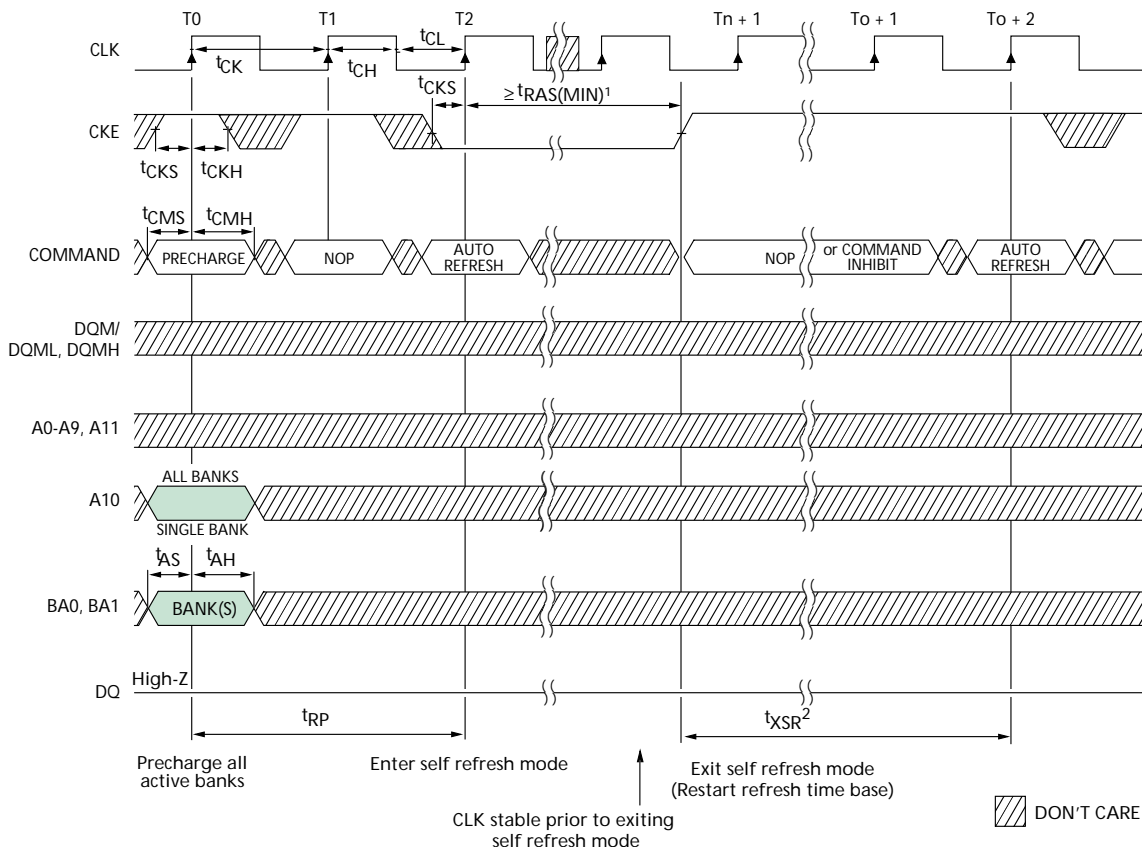 T0 T1 T2 Tn + 1 To + 1 To + 2
CLK
tCK tCH tCL
tCKS ≥ tRAS(MIN)¹
CKE
tCKS tCKH
tCMS tCMH
COMMAND PRECHARGE NOP AUTO REFRESH NOP or COMMAND INHIBIT AUTO REFRESH
DQM/
DQML, DQMH
A0-A9, A11
ALL BANKS
A10
SINGLE BANK
tAS tAH
BA0, BA1 BANK(S)
High-Z
DQ
tRP tXSR²
Precharge all
active banks
Enter self refresh mode
CLK stable prior to exiting
self refresh mode
Exit self refresh mode
(Restart refresh time base)
DON'T CARE